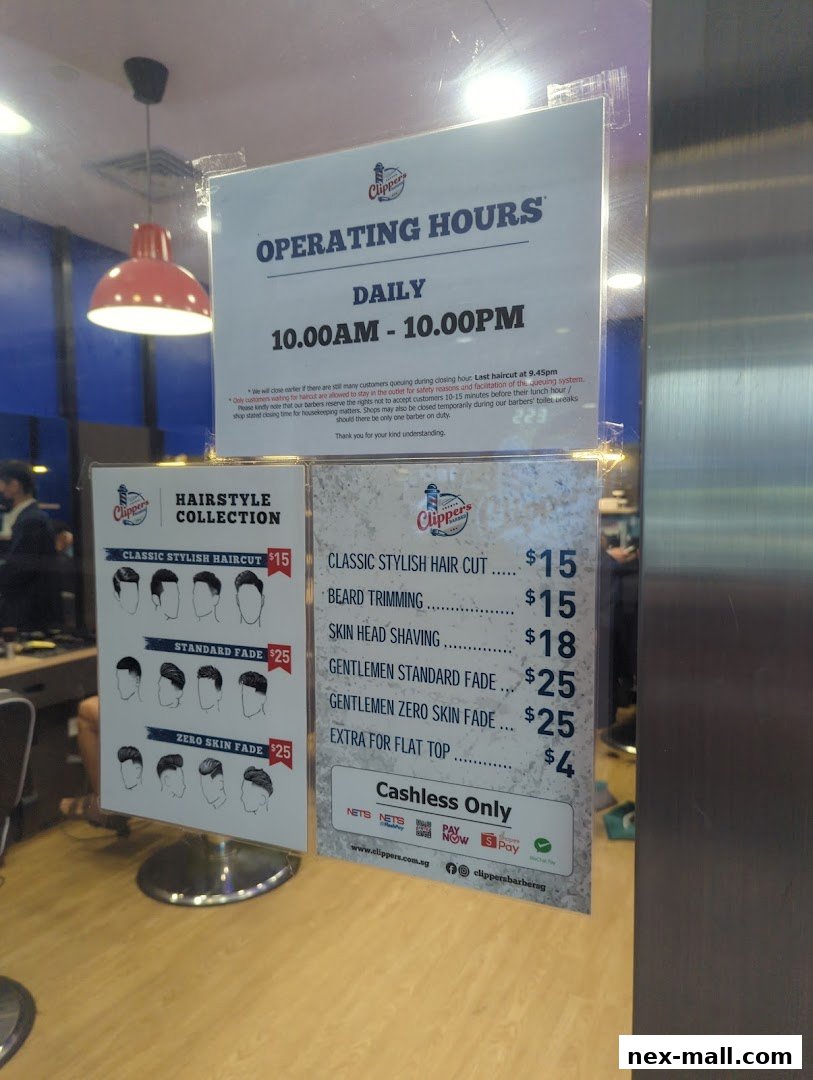 Clippers
OPERATING HOURS*
DAILY
10.00AM - 10.00PM
* We will close earlier if there are still many customers queuing during closing hour. Last haircut at 9.45pm
* Only customers waiting for haircut are allowed to stay in the outlet for safety reasons and facilitation of the queuing system.
Please kindly note that our barbers reserve the rights not to accept customers 10-15 minutes before their lunch hour /
shop stated closing time for housekeeping matters. Shops may also be closed temporarily during our barbers' toilet breaks
should there be only one barber on duty.
Thank you for your kind understanding.
Clippers
HAIRSTYLE
COLLECTION
CLASSIC STYLISH HAIRCUT $15
STANDARD FADE $25
ZERO SKIN FADE $25
Clippers
CLASSIC STYLISH HAIR CUT ..... $15
BEARD TRIMMING ................. $15
SKIN HEAD SHAVING .............. $18
GENTLEMEN STANDARD FADE ... $25
GENTLEMEN ZERO SKIN FADE ... $25
EXTRA FOR FLAT TOP ............ $4
Cashless Only
NETS NETS FlashPay PAY NOW Shopee Pay WeChat Pay
www.clippers.com.sg clippersbarbersg
nex-mall.com